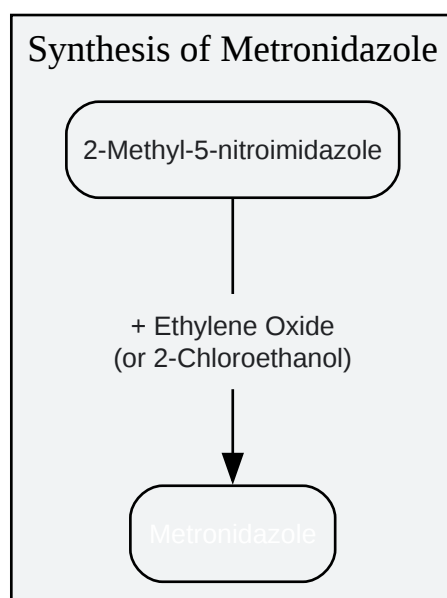 Synthesis of Metronidazole
2-Methyl-5-nitroimidazole
+ Ethylene Oxide
(or 2-Chloroethanol)
Metronidazole